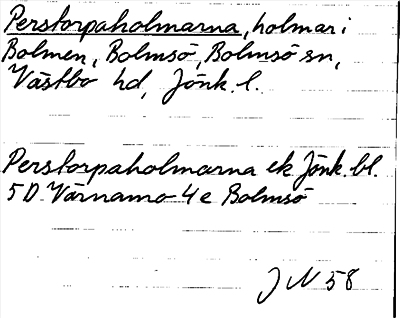 Perstorpaholmarna, holmar i
Bolmen, Bolmsö, Bolmsö sn,
Västbo hd, Jönk. l.
Perstorpaholmarna ek Jönk. bl.
5 D Värnamo 4 e Bolmsö
J N 58